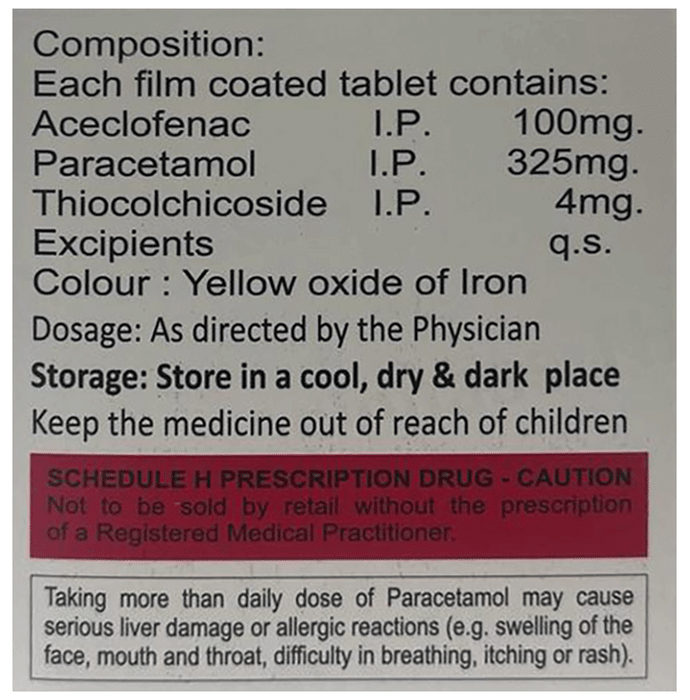 Composition:
Each film coated tablet contains:
Aceclofenac I.P. 100mg.
Paracetamol I.P. 325mg.
Thiocolchicoside I.P. 4mg.
Excipients q.s.
Colour : Yellow oxide of Iron
Dosage: As directed by the Physician
Storage: Store in a cool, dry & dark place
Keep the medicine out of reach of children
SCHEDULE H PRESCRIPTION DRUG - CAUTION
Not to be sold by retail without the prescription
of a Registered Medical Practitioner.
Taking more than daily dose of Paracetamol may cause
serious liver damage or allergic reactions (e.g. swelling of the
face, mouth and throat, difficulty in breathing, itching or rash).